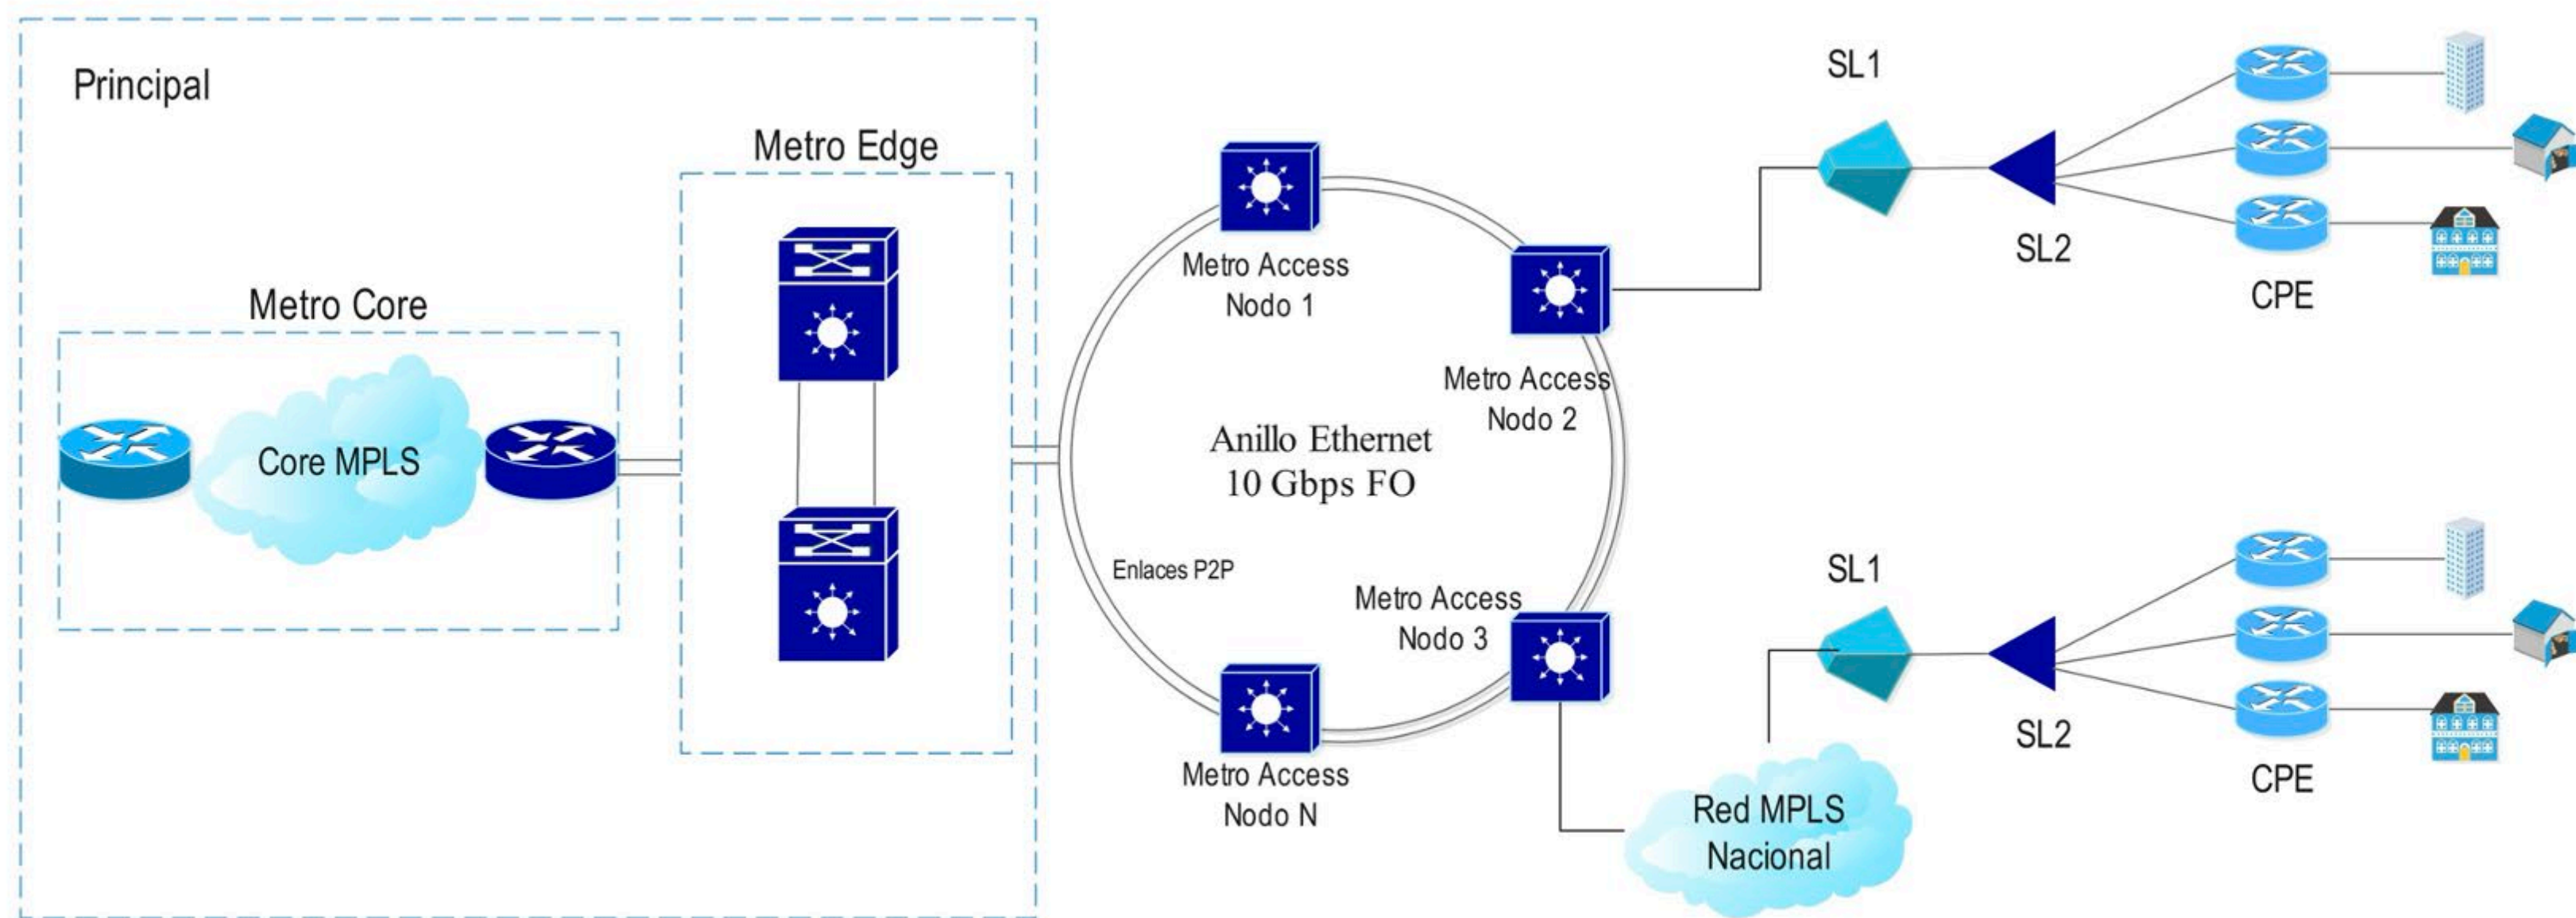 Principal
Metro Edge
Metro Core
Core MPLS
Metro Access
Nodo 1
Metro Access
Nodo 2
Anillo Ethernet
10 Gbps FO
Enlaces P2P
Metro Access
Nodo 3
Metro Access
Nodo N
SL1
SL2
CPE
SL1
SL2
CPE
Red MPLS
Nacional